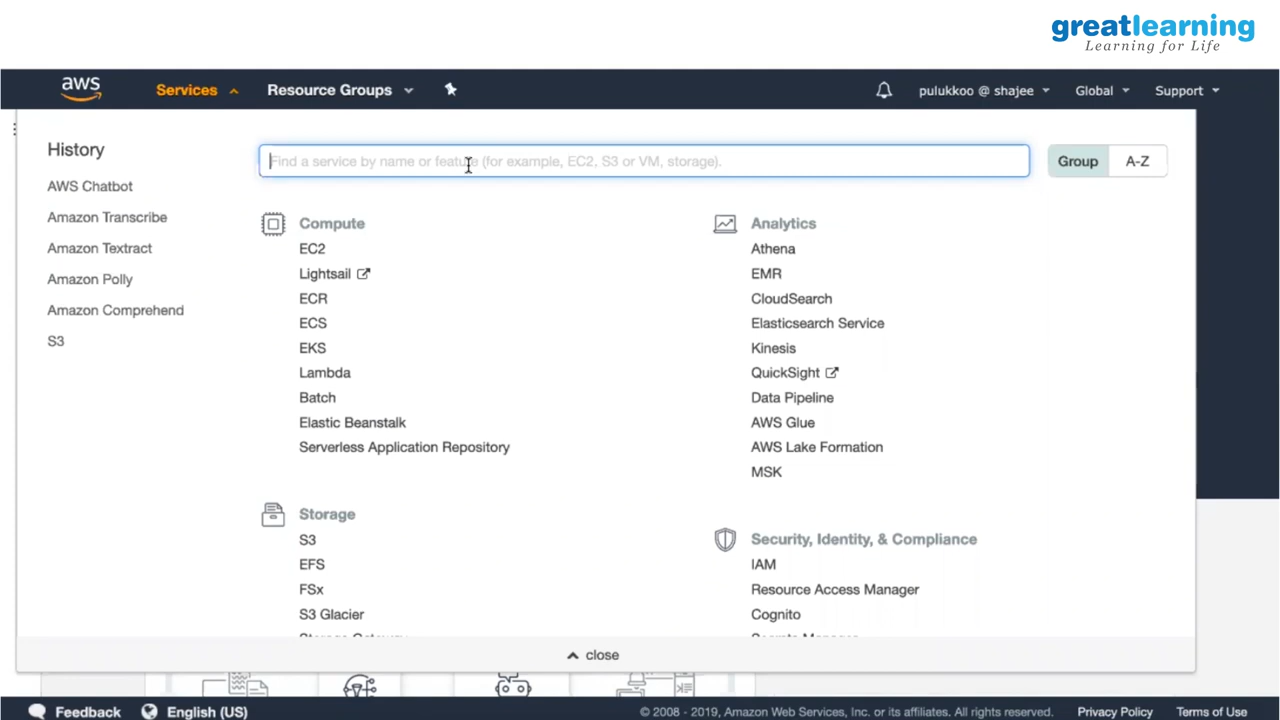 greatlearning
Learning for Life
aws Services Resource Groups pulukkoo @ shajee Global Support
History
AWS Chatbot
Amazon Transcribe
Amazon Textract
Amazon Polly
Amazon Comprehend
S3
Find a service by name or feature (for example, EC2, S3 or VM, storage).
Group A-Z
Compute
EC2
Lightsail
ECR
ECS
EKS
Lambda
Batch
Elastic Beanstalk
Serverless Application Repository
Storage
S3
EFS
FSx
S3 Glacier
Storage Gateway
Analytics
Athena
EMR
CloudSearch
Elasticsearch Service
Kinesis
QuickSight
Data Pipeline
AWS Glue
AWS Lake Formation
MSK
Security, Identity, & Compliance
IAM
Resource Access Manager
Cognito
Secrets Manager
close
Feedback English (US) © 2008 - 2019, Amazon Web Services, Inc. or its affiliates. All rights reserved. Privacy Policy Terms of Use